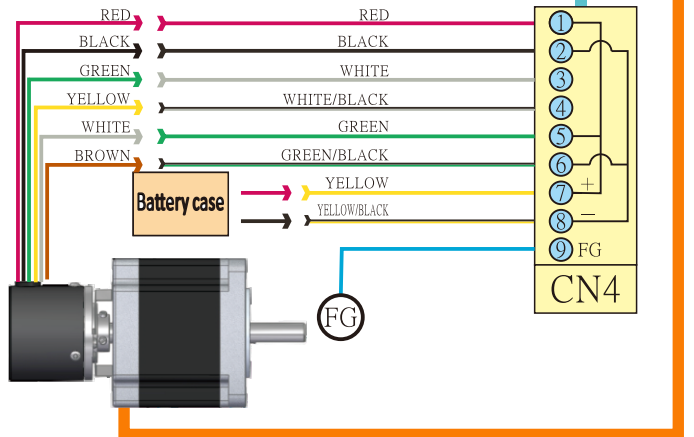 RED RED 1
BLACK BLACK 2
GREEN WHITE 3
YELLOW WHITE/BLACK 4
WHITE GREEN 5
BROWN GREEN/BLACK 6
Battery case
YELLOW 7 +
YELLOW/BLACK 8 −
9 FG
CN4
FG